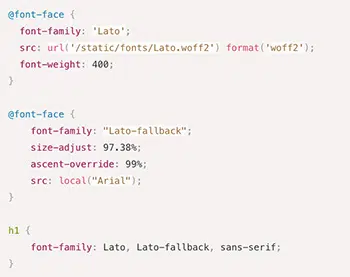 @font-face {
  font-family: 'Lato';
  src: url('/static/fonts/Lato.woff2') format('woff2');
  font-weight: 400;
}

@font-face {
    font-family: "Lato-fallback";
    size-adjust: 97.38%;
    ascent-override: 99%;
    src: local("Arial");
}

h1 {
    font-family: Lato, Lato-fallback, sans-serif;
}